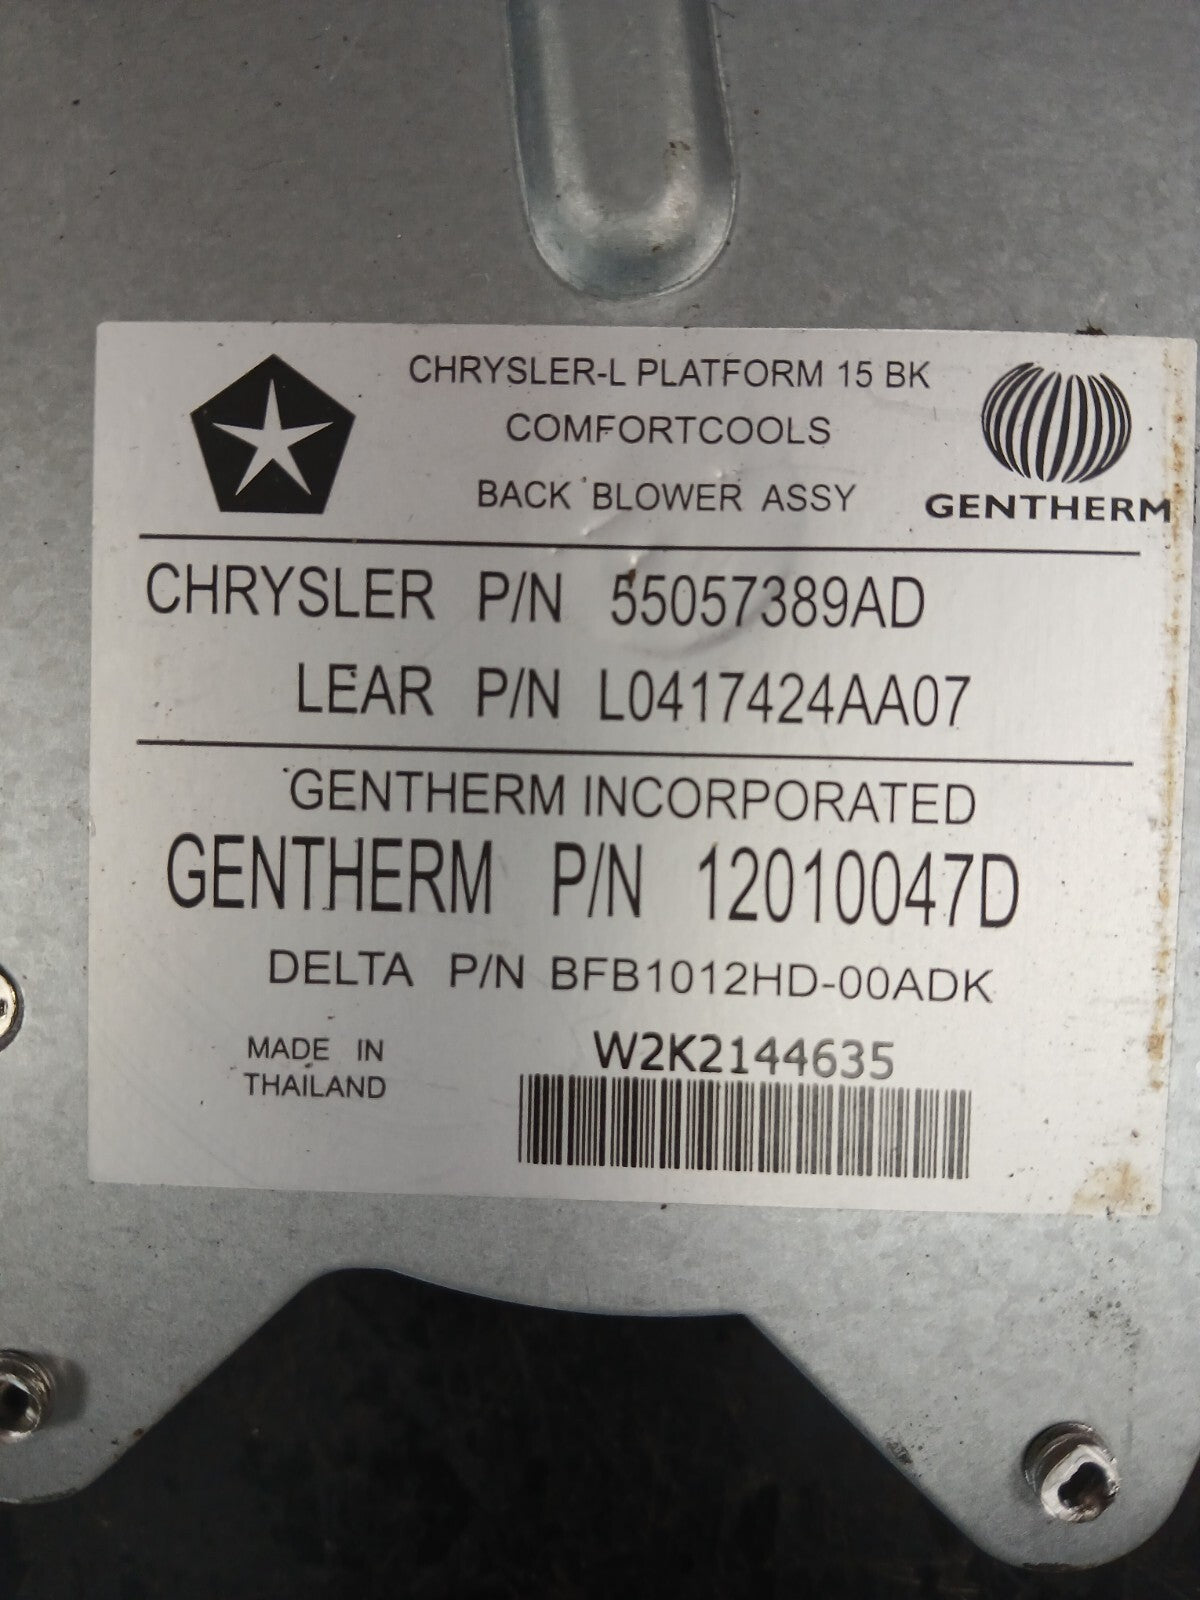 CHRYSLER-L PLATFORM 15 BK
COMFORTCOOLS
BACK BLOWER ASSY
GENTHERM
CHRYSLER P/N 55057389AD
LEAR P/N L0417424AA07
GENTHERM INCORPORATED
GENTHERM P/N 12010047D
DELTA P/N BFB1012HD-00ADK
MADE IN
THAILAND
W2K2144635